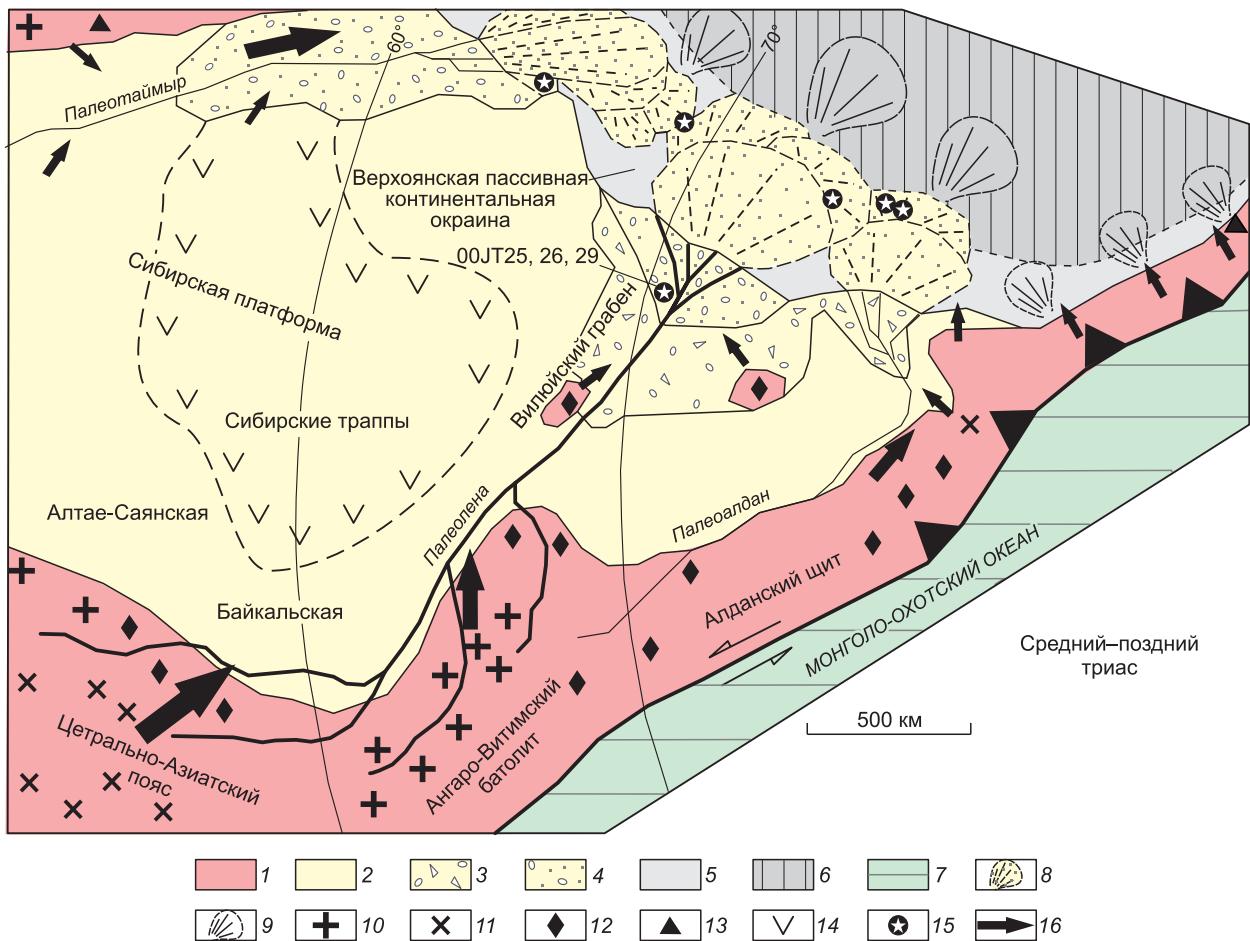 60°
70°
Палеотаймыр
Верхоянская пассивная
континентальная
окраина
00JT25, 26, 29
Сибирская платформа
Вилюйский грабен
Сибирские траппы
Алтае-Саянская
Палеолена
Палеоалдан
Байкальская
Алданский щит
МОНГОЛО-ОХОТСКИЙ ОКЕАН
Средний–поздний
триас
500 км
Цетрально-Азиатский
пояс
Ангаро-Витимский
батолит
1 2 3 4 5 6 7 8
9 10 11 12 13 14 15 16